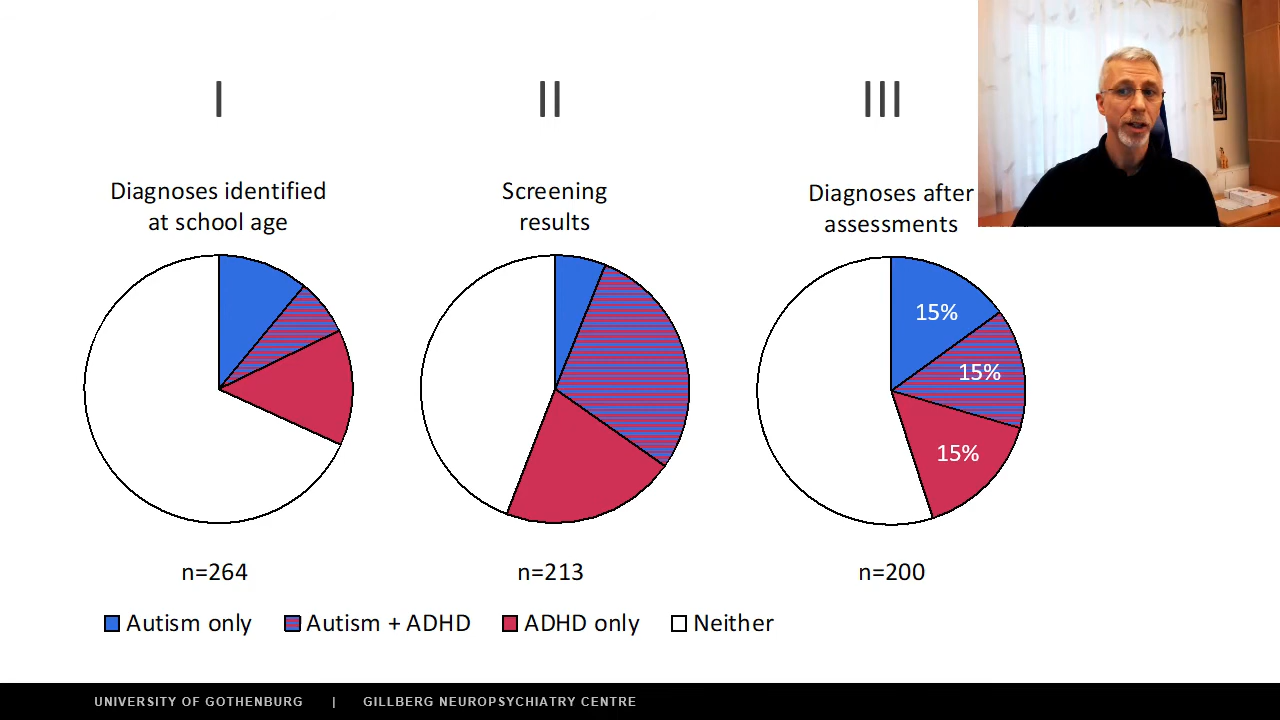 I
II
III
Diagnoses identified
at school age
Screening
results
Diagnoses after
assessments
15%
15%
15%
n=264
n=213
n=200
Autism only
Autism + ADHD
ADHD only
Neither
UNIVERSITY OF GOTHENBURG | GILLBERG NEUROPSYCHIATRY CENTRE